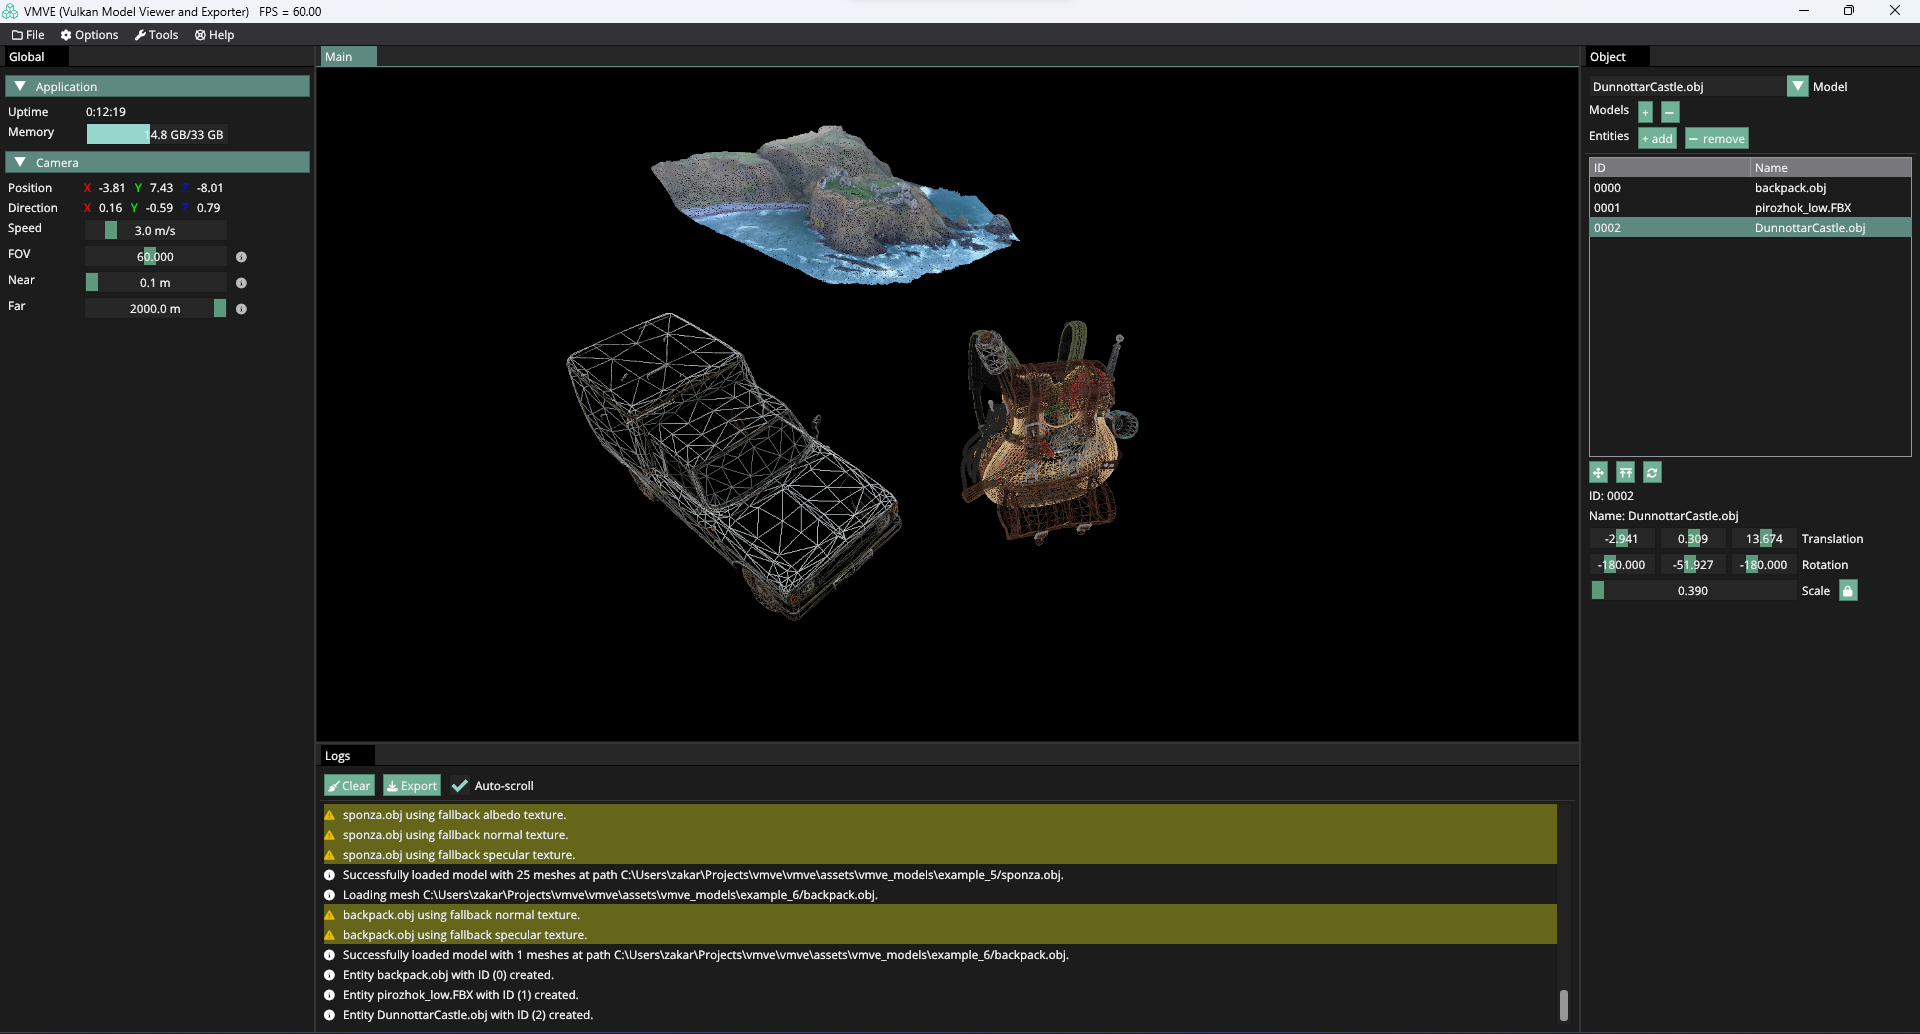 VMVE (Vulkan Model Viewer and Exporter) FPS = 60.00
File Options Tools Help
Global
Application
Uptime 0:12:19
Memory 14.8 GB/33 GB
Camera
Position X -3.81 Y 7.43 Z -8.01
Direction X 0.16 Y -0.59 Z 0.79
Speed 3.0 m/s
FOV 60.000
Near 0.1 m
Far 2000.0 m
Main
Logs
Clear Export Auto-scroll
sponza.obj using fallback albedo texture.
sponza.obj using fallback normal texture.
sponza.obj using fallback specular texture.
Successfully loaded model with 25 meshes at path C:\Users\zakar\Projects\vmve\vmve\assets\vmve_models\example_5/sponza.obj.
Loading mesh C:\Users\zakar\Projects\vmve\vmve\assets\vmve_models\example_6/backpack.obj.
backpack.obj using fallback normal texture.
backpack.obj using fallback specular texture.
Successfully loaded model with 1 meshes at path C:\Users\zakar\Projects\vmve\vmve\assets\vmve_models\example_6/backpack.obj.
Entity backpack.obj with ID (0) created.
Entity pirozhok_low.FBX with ID (1) created.
Entity DunnottarCastle.obj with ID (2) created.
Object
DunnottarCastle.obj Model
Models + −
Entities + add − remove
ID Name
0000 backpack.obj
0001 pirozhok_low.FBX
0002 DunnottarCastle.obj
ID: 0002
Name: DunnottarCastle.obj
-2.941 0.309 13.674 Translation
-180.000 -51.927 -180.000 Rotation
0.390 Scale